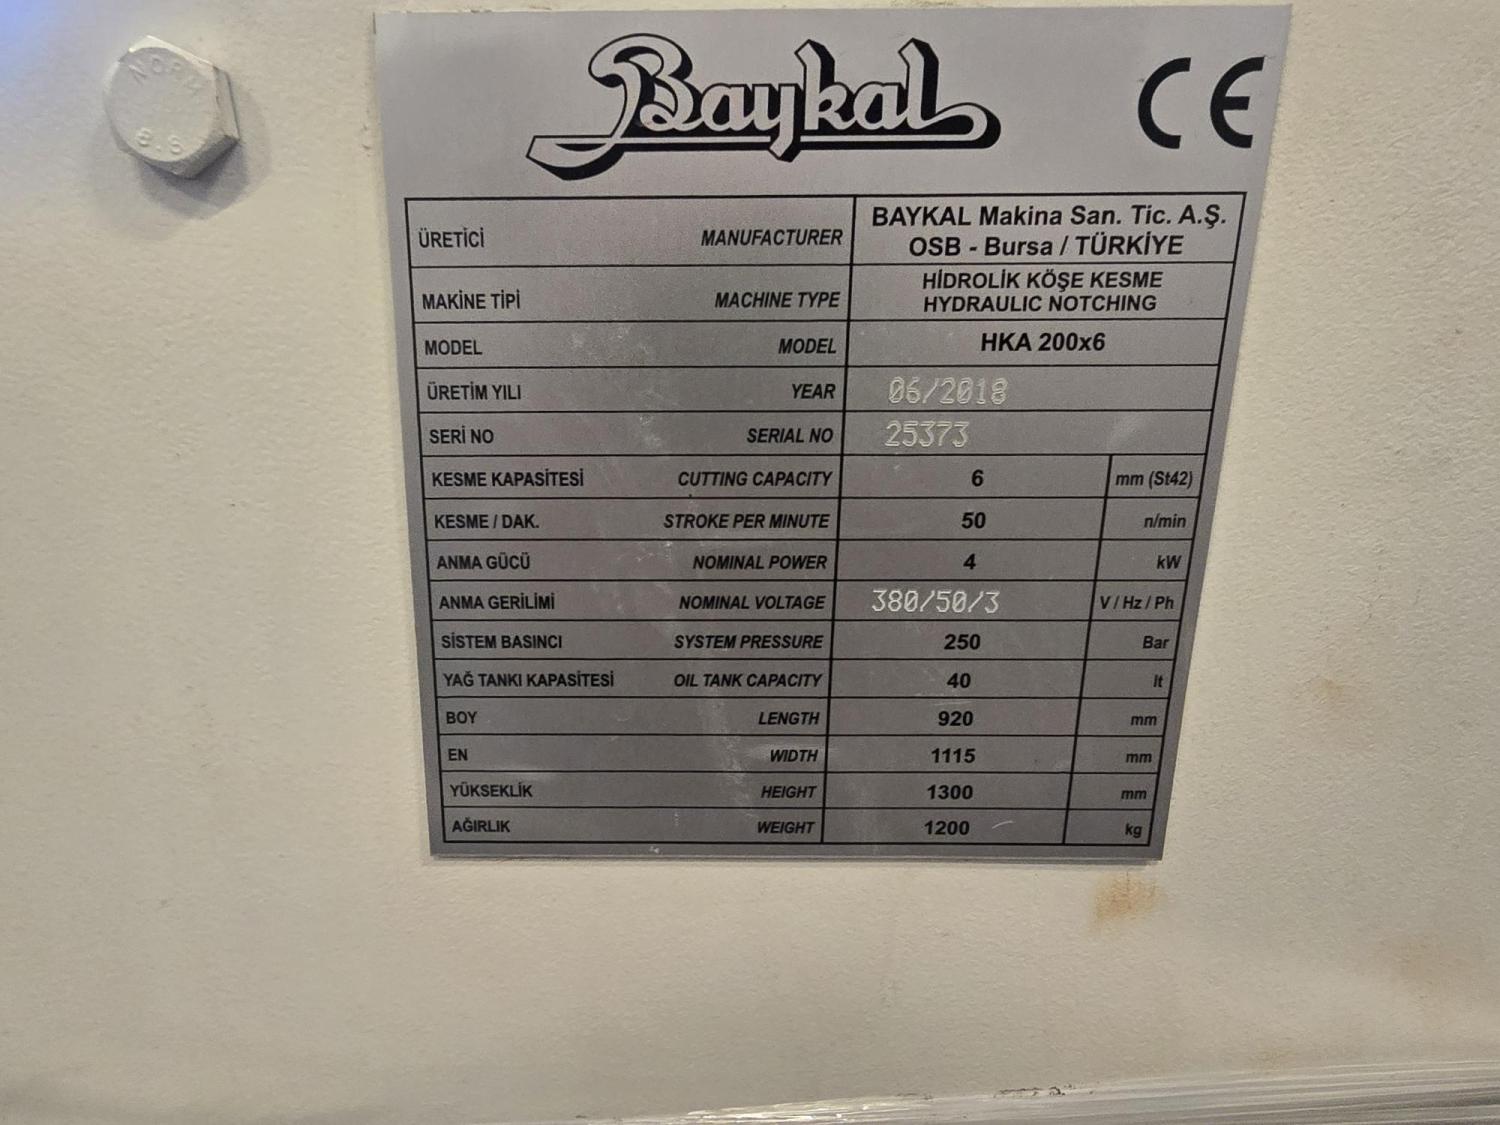 NORM
8.8
Baykal
CE
ÜRETİCİ MANUFACTURER BAYKAL Makina San. Tic. A.Ş.
OSB - Bursa / TÜRKİYE
MAKİNE TİPİ MACHINE TYPE HİDROLİK KÖŞE KESME
HYDRAULIC NOTCHING
MODEL MODEL HKA 200x6
ÜRETİM YILI YEAR 06/2018
SERİ NO SERIAL NO 25373
KESME KAPASİTESİ CUTTING CAPACITY 6 mm (St42)
KESME / DAK. STROKE PER MINUTE 50 n/min
ANMA GÜCÜ NOMINAL POWER 4 kW
ANMA GERİLİMİ NOMINAL VOLTAGE 380/50/3 V / Hz / Ph
SİSTEM BASINCI SYSTEM PRESSURE 250 Bar
YAĞ TANKI KAPASİTESİ OIL TANK CAPACITY 40 lt
BOY LENGTH 920 mm
EN WIDTH 1115 mm
YÜKSEKLİK HEIGHT 1300 mm
AĞIRLIK WEIGHT 1200 kg